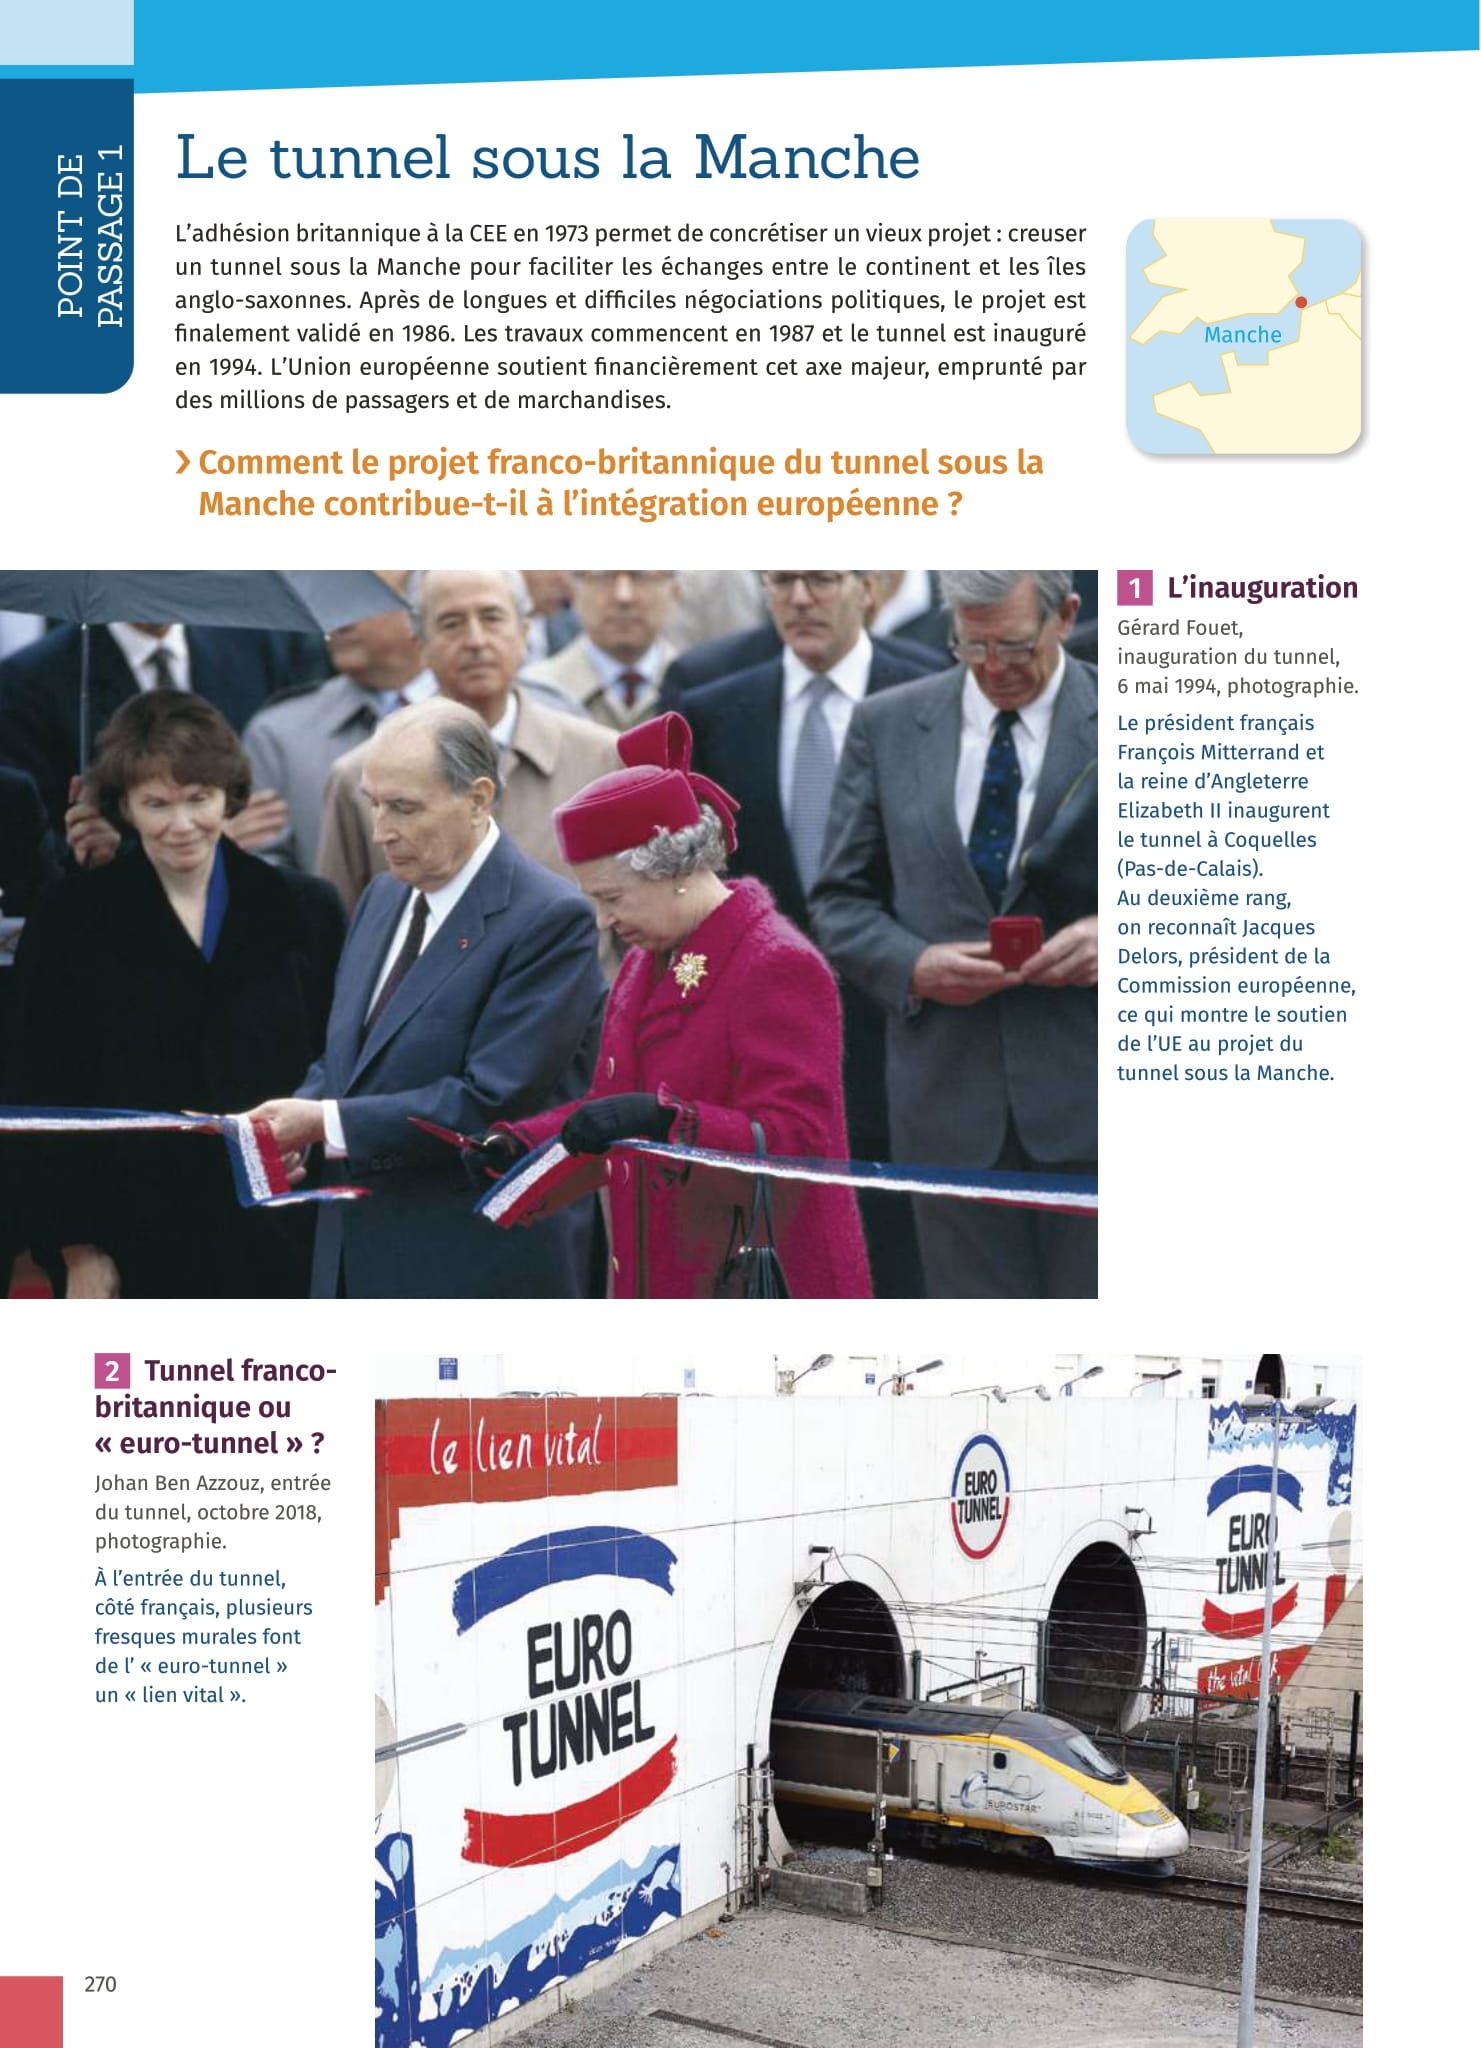 POINT DE
PASSAGE 1
Le tunnel sous la Manche
L’adhésion britannique à la CEE en 1973 permet de concrétiser un vieux projet : creuser
un tunnel sous la Manche pour faciliter les échanges entre le continent et les îles
anglo-saxonnes. Après de longues et difficiles négociations politiques, le projet est
finalement validé en 1986. Les travaux commencent en 1987 et le tunnel est inauguré
en 1994. L’Union européenne soutient financièrement cet axe majeur, emprunté par
des millions de passagers et de marchandises.
Manche
› Comment le projet franco-britannique du tunnel sous la
Manche contribue-t-il à l’intégration européenne ?
1 L’inauguration
Gérard Fouet,
inauguration du tunnel,
6 mai 1994, photographie.
Le président français
François Mitterrand et
la reine d’Angleterre
Elizabeth II inaugurent
le tunnel à Coquelles
(Pas-de-Calais).
Au deuxième rang,
on reconnaît Jacques
Delors, président de la
Commission européenne,
ce qui montre le soutien
de l’UE au projet du
tunnel sous la Manche.
2 Tunnel franco-
britannique ou
« euro-tunnel » ?
Johan Ben Azzouz, entrée
du tunnel, octobre 2018,
photographie.
À l’entrée du tunnel,
côté français, plusieurs
fresques murales font
de l’ « euro-tunnel »
un « lien vital ».
le lien vital
EURO
TUNNEL
EURO
TUNNEL
EURO
TUNNEL
the vital link
EUROSTAR
270